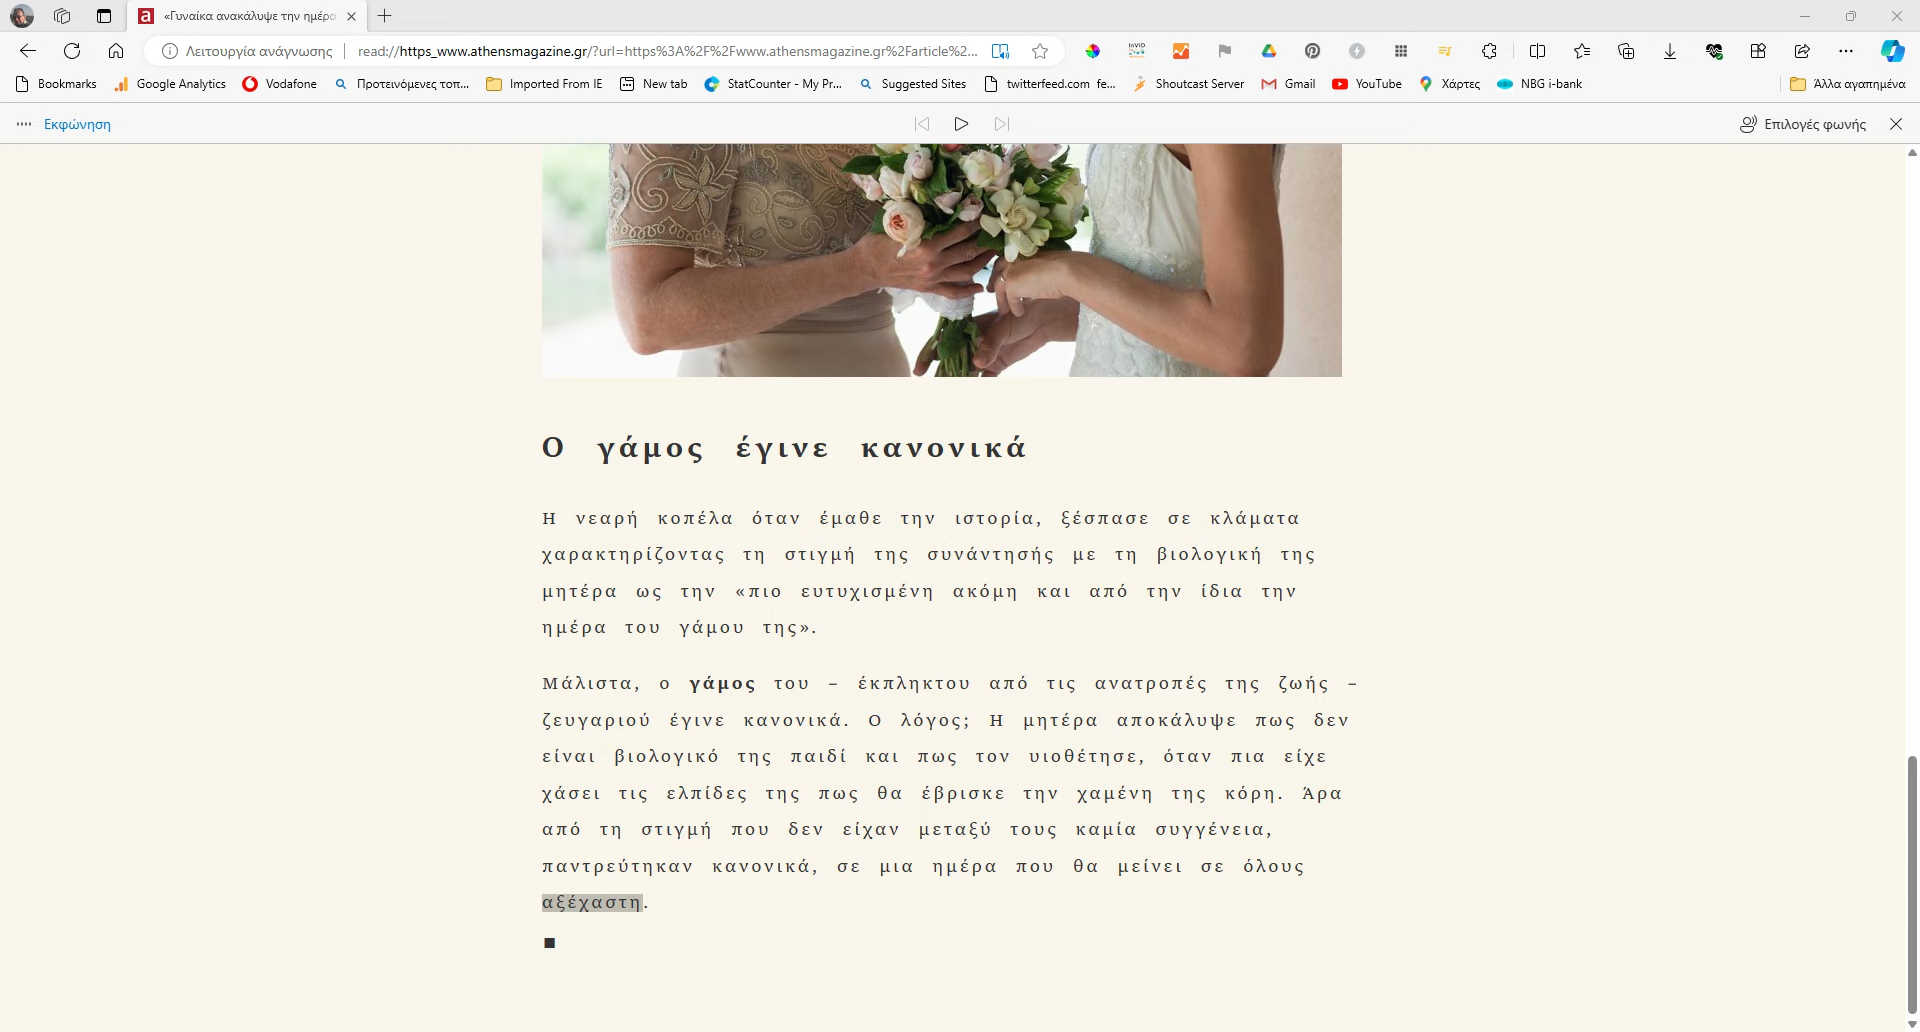 «Γυναίκα ανακάλυψε την ημέρα
Λειτουργία ανάγνωσης
read://https_www.athensmagazine.gr/?url=https%3A%2F%2Fwww.athensmagazine.gr%2Farticle%2...
Bookmarks
Google Analytics
Vodafone
Προτεινόμενες τοπ...
Imported From IE
New tab
StatCounter - My Pr...
Suggested Sites
twitterfeed.com fe...
Shoutcast Server
Gmail
YouTube
Χάρτες
NBG i-bank
Άλλα αγαπημένα
Εκφώνηση
Επιλογές φωνής
Ο γάμος έγινε κανονικά
Η νεαρή κοπέλα όταν έμαθε την ιστορία, ξέσπασε σε κλάματα
χαρακτηρίζοντας τη στιγμή της συνάντησής με τη βιολογική της
μητέρα ως την «πιο ευτυχισμένη ακόμη και από την ίδια την
ημέρα του γάμου της».
Μάλιστα, ο γάμος του – έκπληκτου από τις ανατροπές της ζωής –
ζευγαριού έγινε κανονικά. Ο λόγος; Η μητέρα αποκάλυψε πως δεν
είναι βιολογικό της παιδί και πως τον υιοθέτησε, όταν πια είχε
χάσει τις ελπίδες της πως θα έβρισκε την χαμένη της κόρη. Άρα
από τη στιγμή που δεν είχαν μεταξύ τους καμία συγγένεια,
παντρεύτηκαν κανονικά, σε μια ημέρα που θα μείνει σε όλους
αξέχαστη.